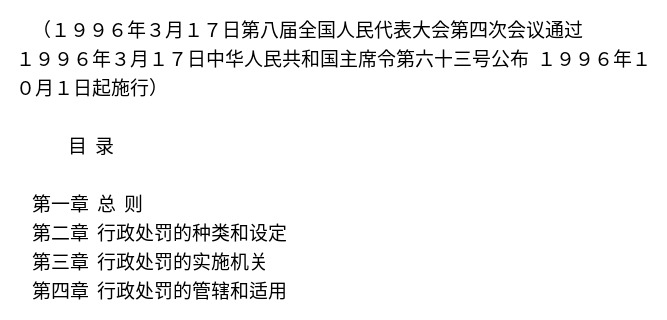 （１９９６年３月１７日第八届全国人民代表大会第四次会议通过
１９９６年３月１７日中华人民共和国主席令第六十三号公布 １９９６年１
０月１日起施行）
目 录
第一章 总 则
第二章 行政处罚的种类和设定
第三章 行政处罚的实施机关
第四章 行政处罚的管辖和适用